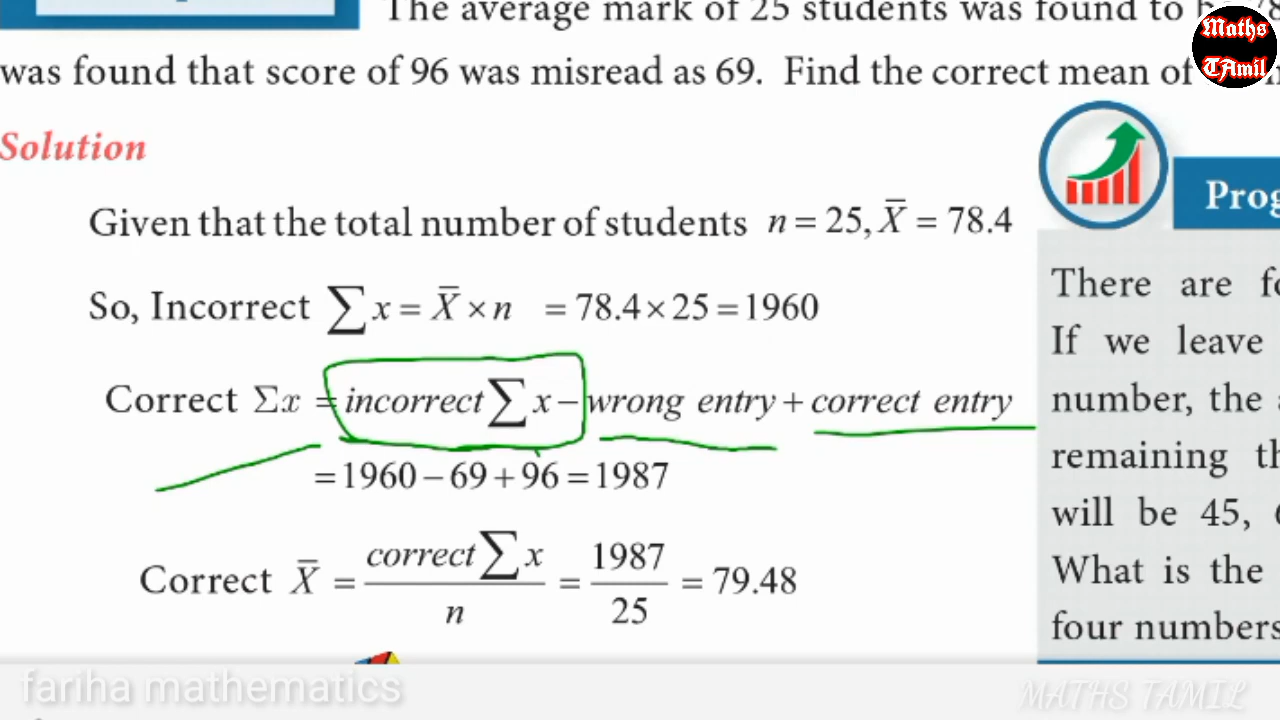 The average mark of 25 students was found to
Maths
TAmil
was found that score of 96 was misread as 69. Find the correct mean of
Solution
Given that the total number of students n = 25, X̄ = 78.4
So, Incorrect ∑x = X̄ × n = 78.4 × 25 = 1960
Correct Σx = incorrect ∑x − wrong entry + correct entry
= 1960 − 69 + 96 = 1987
Correct X̄ = correct ∑x / n = 1987 / 25 = 79.48
There are
If we leave
number, the
remaining
will be 45,
What is the
four numbers
fariha mathematics
MATHS TAMIL